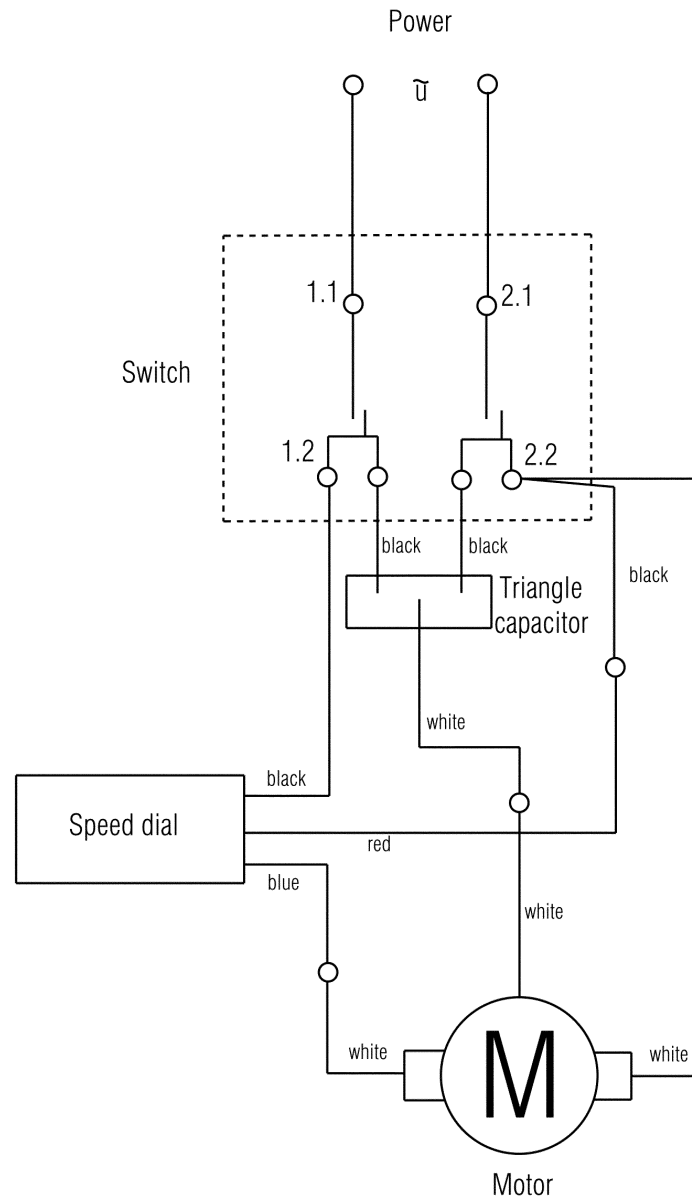 Power
ũ
1.1
2.1
Switch
1.2
2.2
black
black
Triangle
capacitor
black
white
black
Speed dial
red
blue
white
white
M
white
Motor